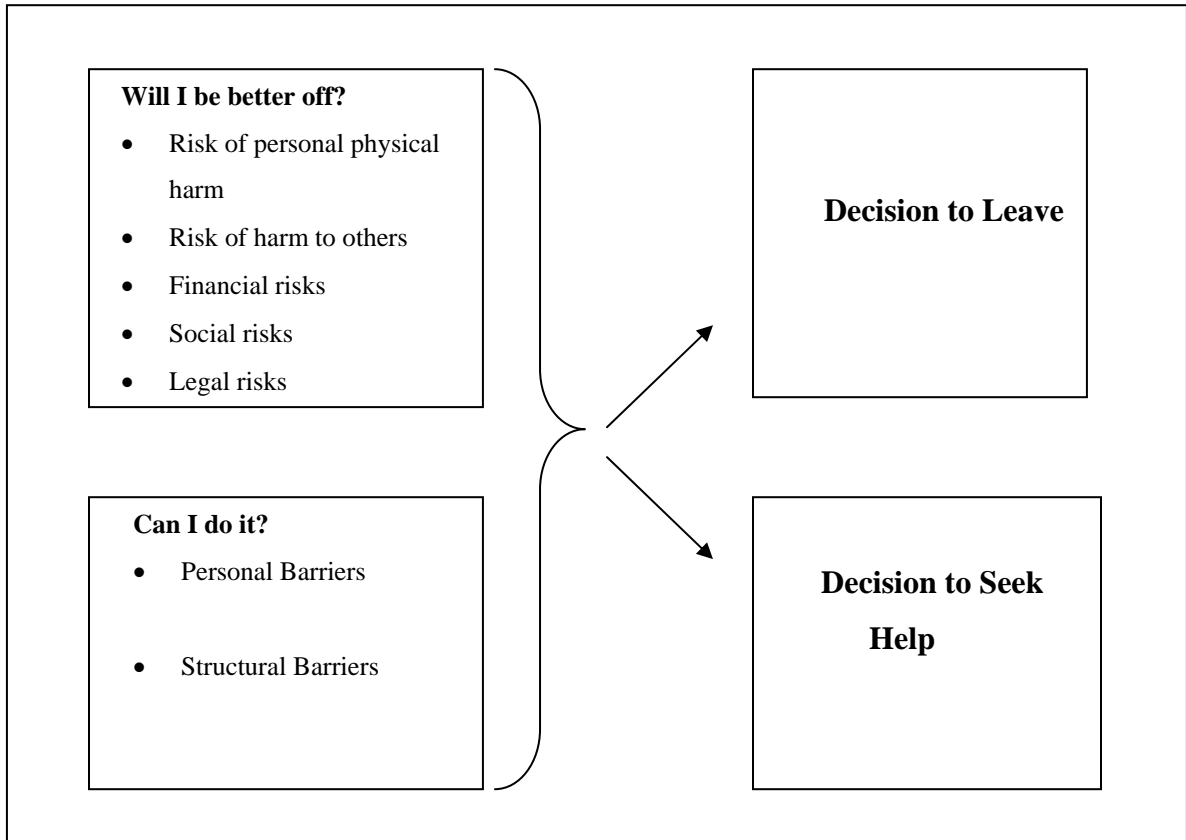 Will I be better off?
• Risk of personal physical
harm
• Risk of harm to others
• Financial risks
• Social risks
• Legal risks
Can I do it?
• Personal Barriers
• Structural Barriers
Decision to Leave
Decision to Seek
Help